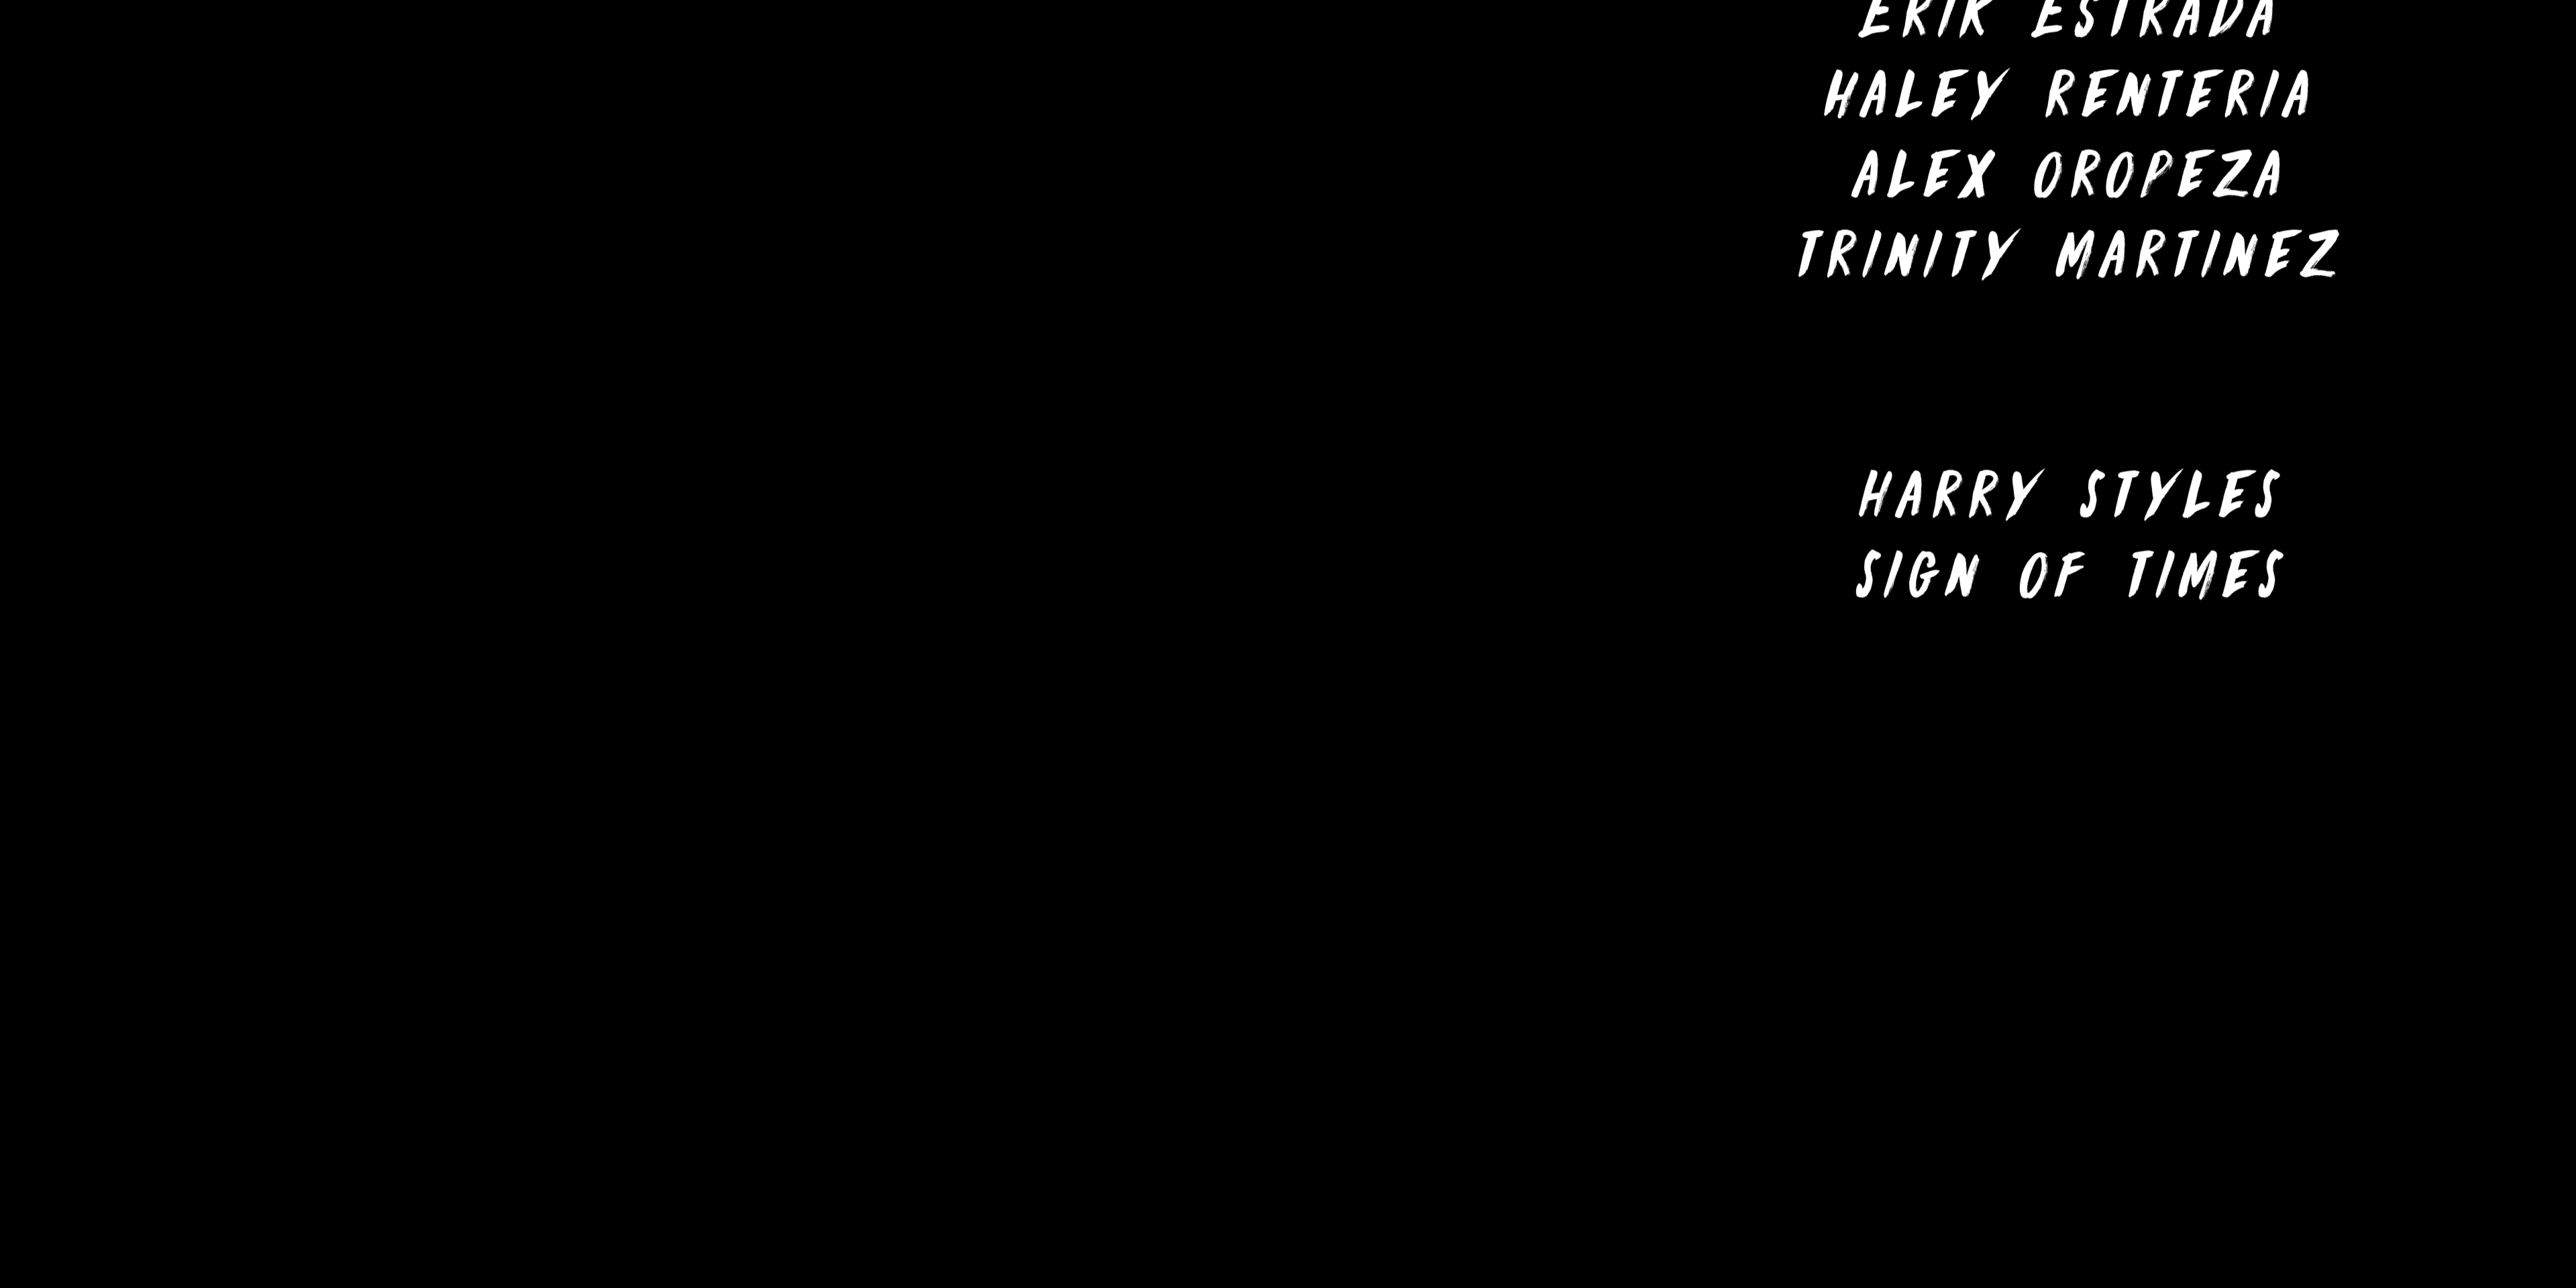 ERIK ESTRADA
HALEY RENTERIA
ALEX OROPEZA
TRINITY MARTINEZ
HARRY STYLES
SIGN OF TIMES